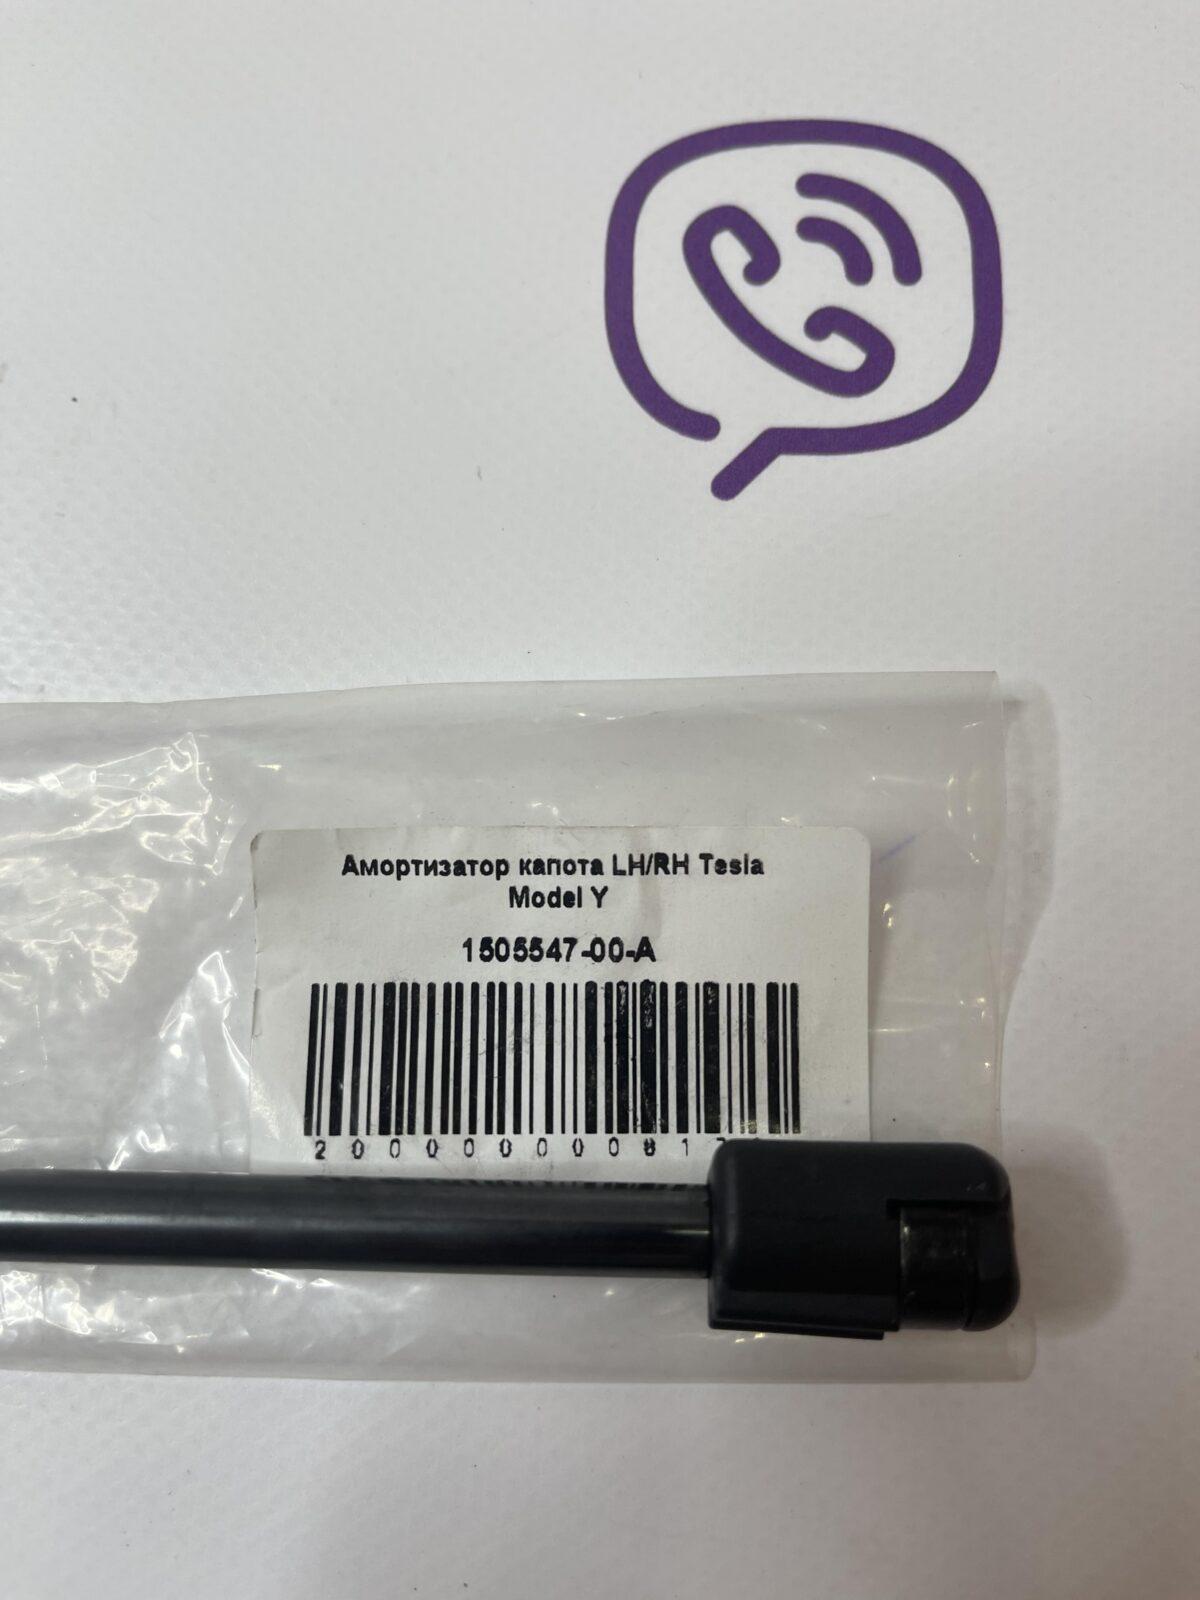 Амортизатор капота LH/RH Tesla
Model Y
1505547-00-A